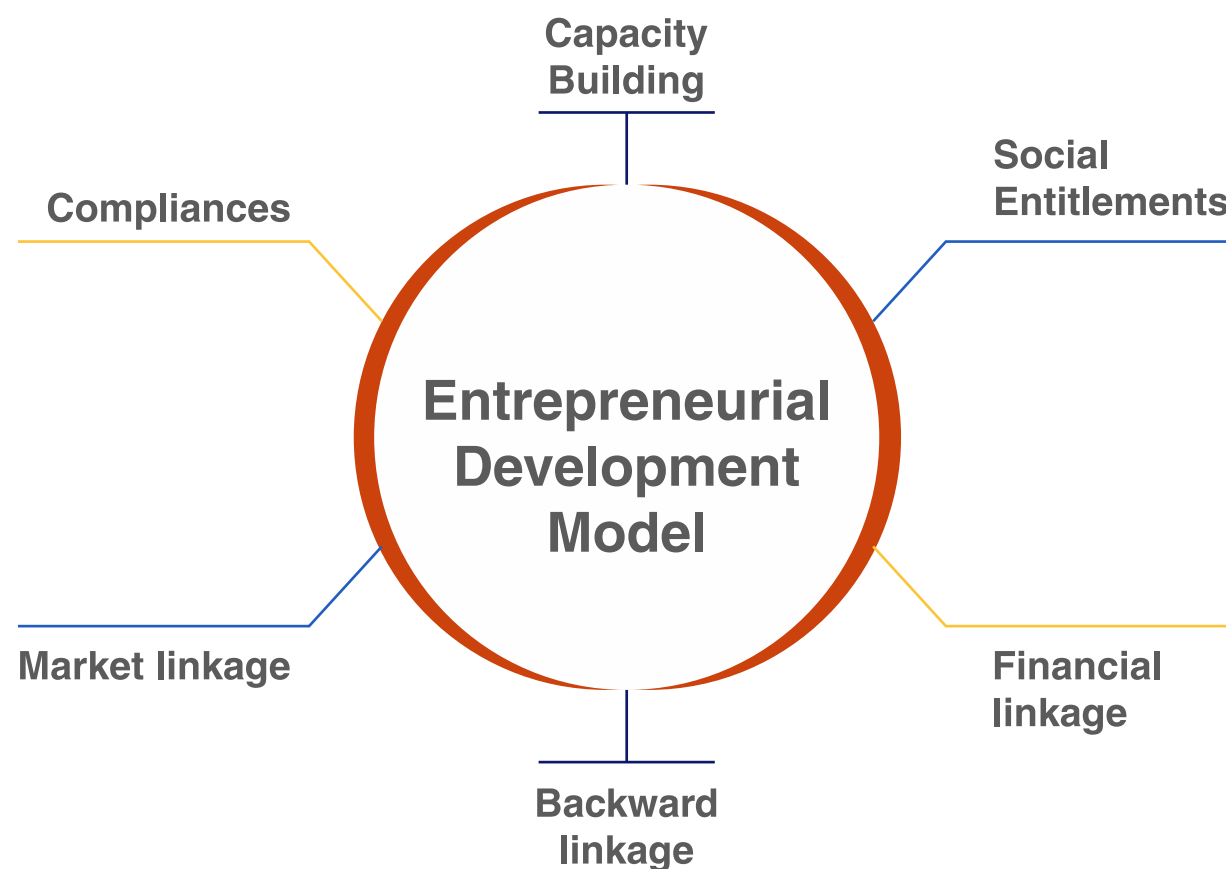 Capacity
Building
Social
Entitlements
Compliances
Entrepreneurial
Development
Model
Market linkage
Financial
linkage
Backward
linkage